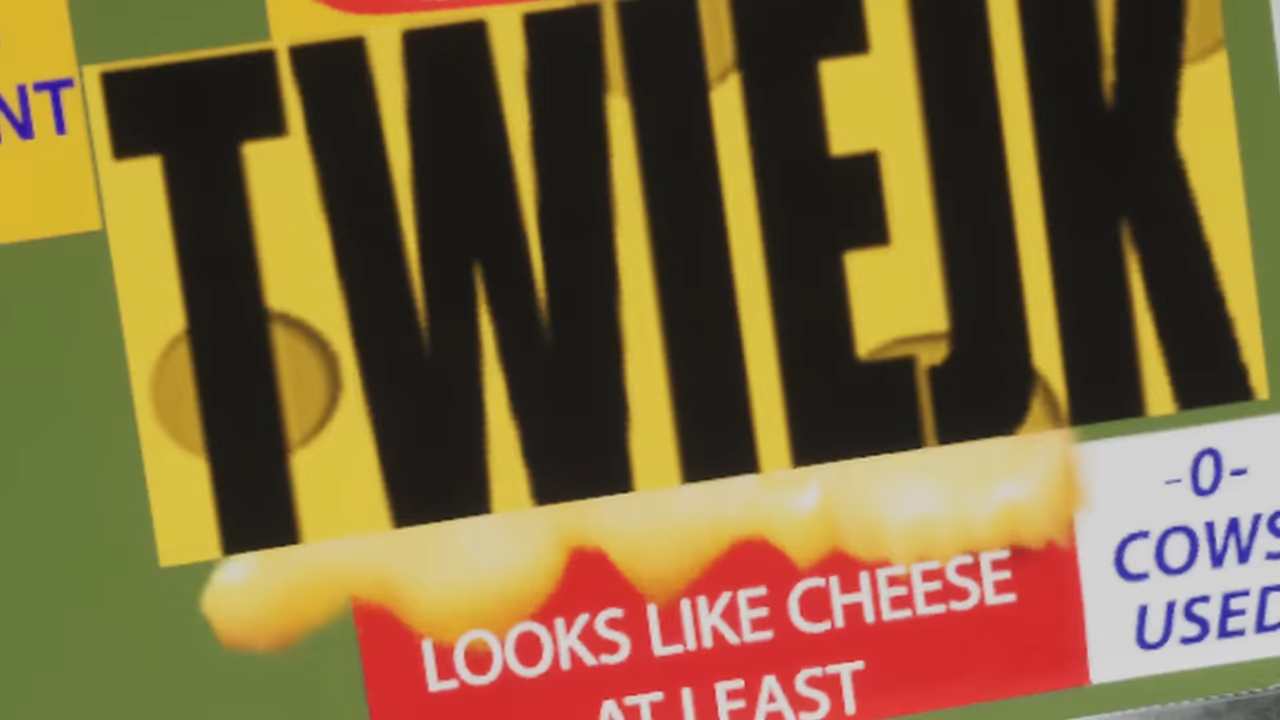 NT
TWIEJK
LOOKS LIKE CHEESE
AT LEAST
-0-
COWS
USED